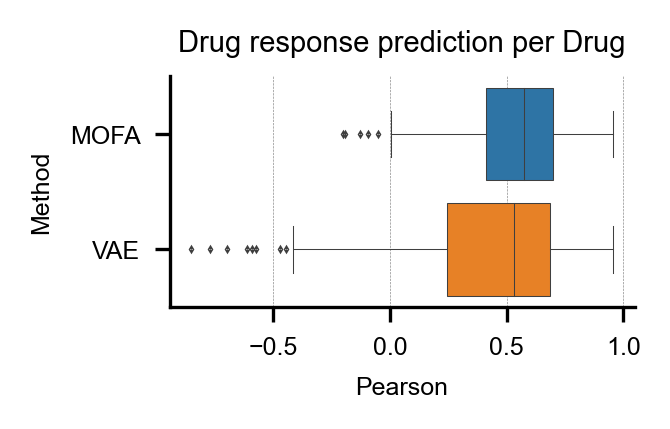 Drug response prediction per Drug
Method
MOFA
VAE
−0.5 0.0 0.5 1.0
Pearson